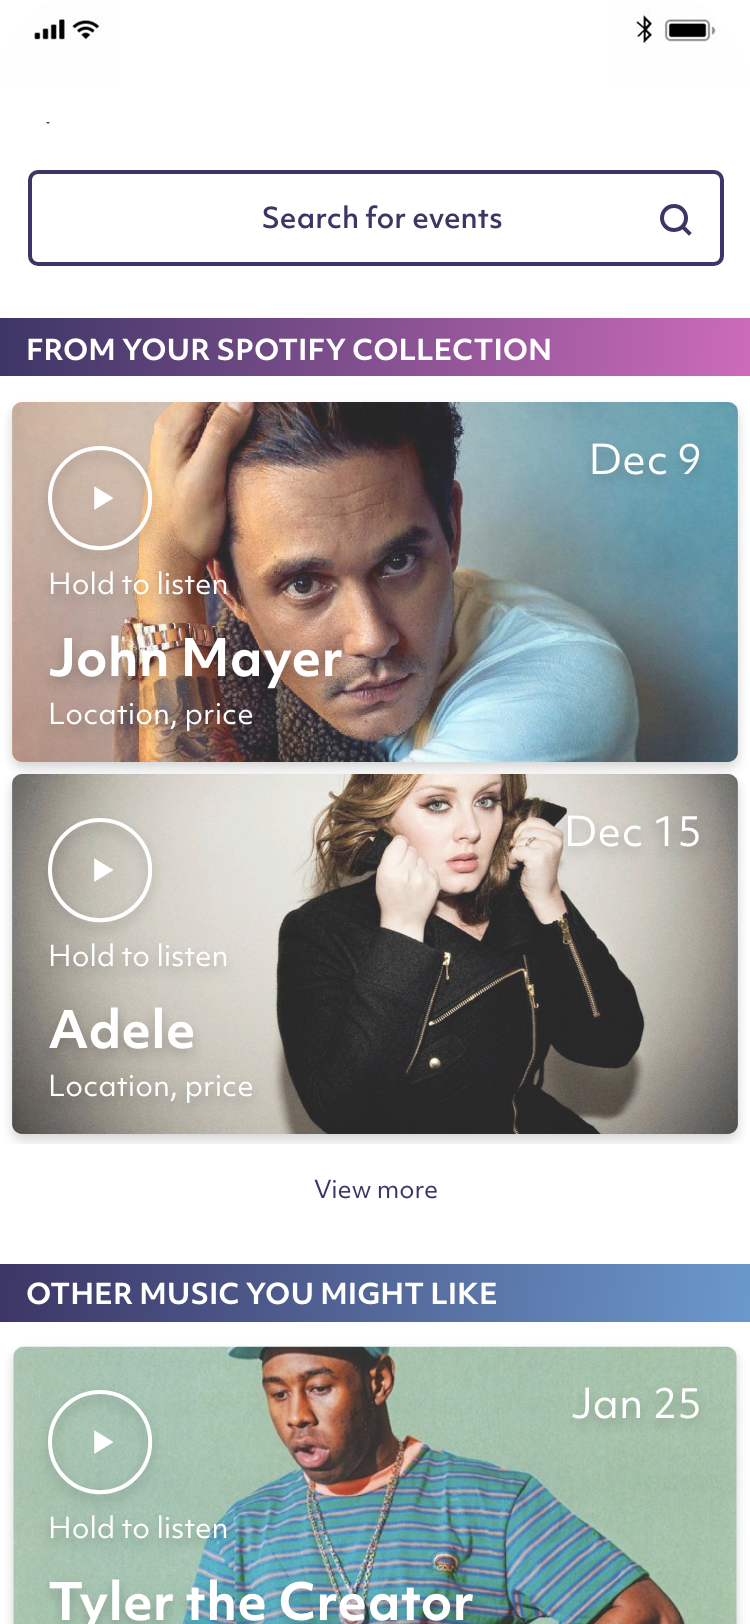 Search for events
FROM YOUR SPOTIFY COLLECTION
Dec 9
Hold to listen
John Mayer
Location, price
Dec 15
Hold to listen
Adele
Location, price
View more
OTHER MUSIC YOU MIGHT LIKE
Jan 25
Hold to listen
Tyler the Creator